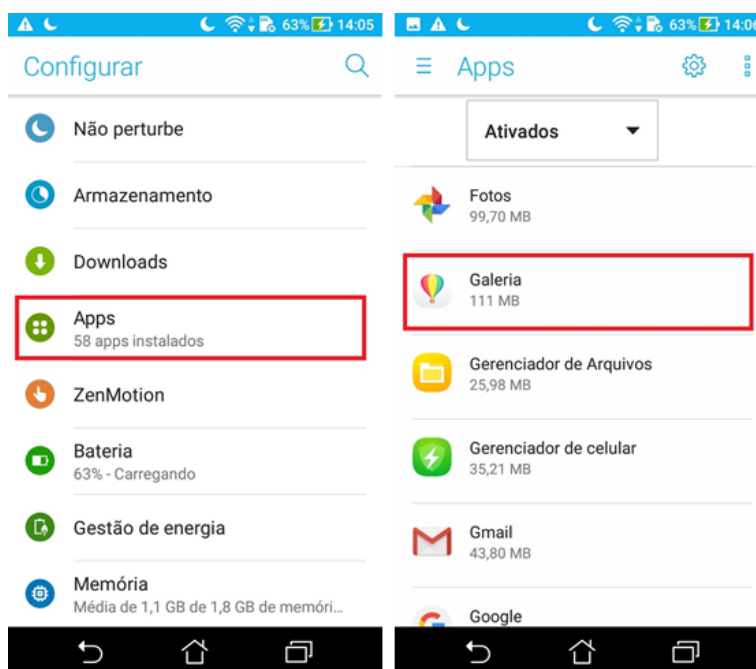 63% 14:05
Configurar
Não perturbe
Armazenamento
Downloads
Apps
58 apps instalados
ZenMotion
Bateria
63% - Carregando
Gestão de energia
Memória
Média de 1,1 GB de 1,8 GB de memóri...
63% 14:06
Apps
Ativados
Fotos
99,70 MB
Galeria
111 MB
Gerenciador de Arquivos
25,98 MB
Gerenciador de celular
35,21 MB
Gmail
43,80 MB
Google